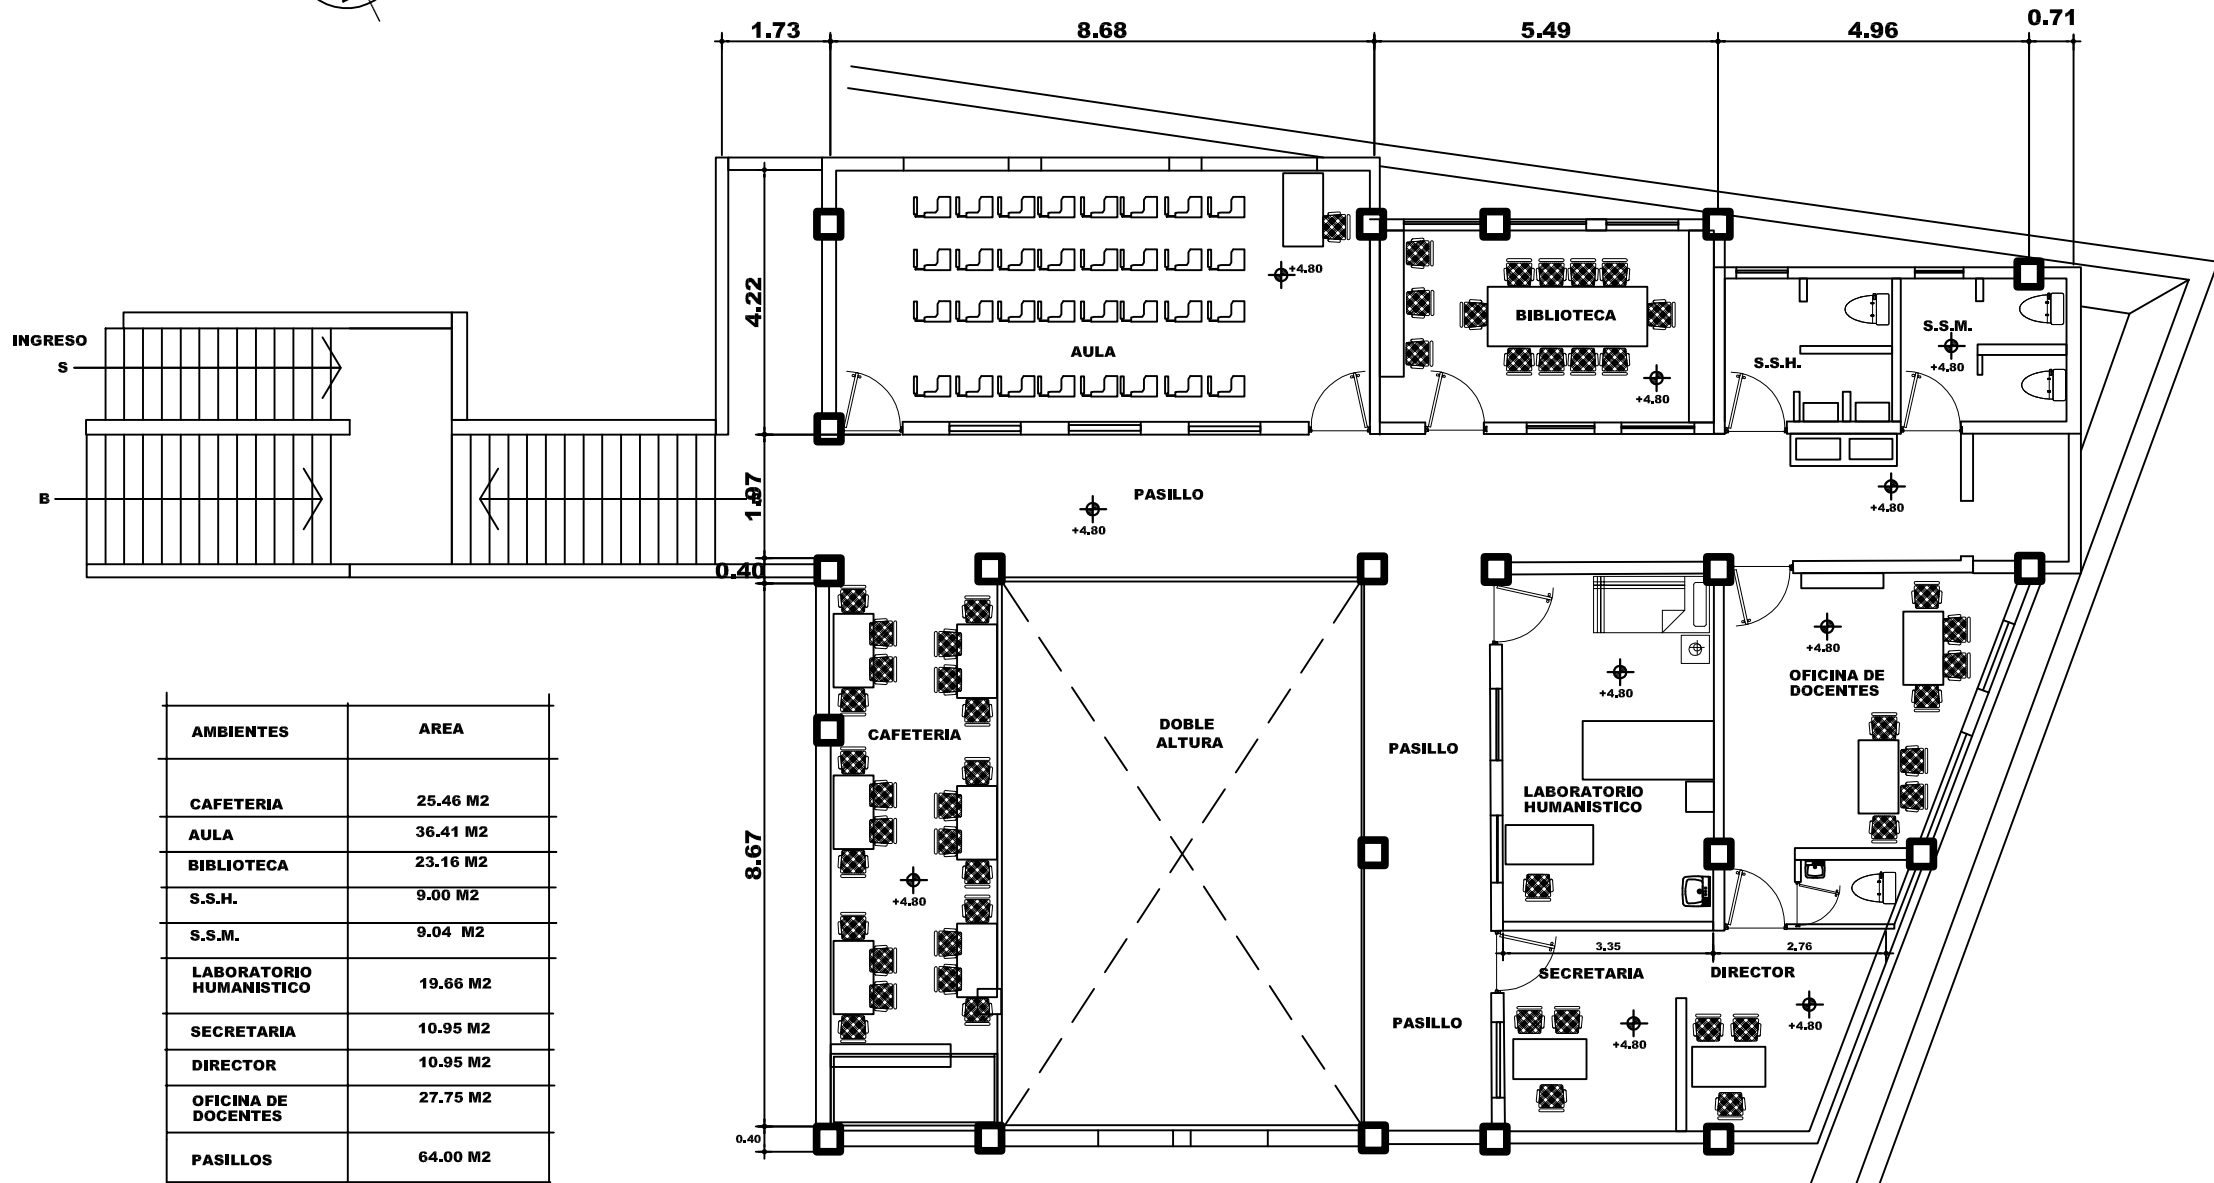 1.73
8.68
5.49
4.96
0.71
4.22
1.97
0.40
8.67
0.40
INGRESO
S
B
AULA
+4.80
BIBLIOTECA
+4.80
S.S.H.
S.S.M.
+4.80
PASILLO
+4.80
+4.80
CAFETERIA
+4.80
DOBLE
ALTURA
PASILLO
PASILLO
+4.80
LABORATORIO
HUMANISTICO
+4.80
OFICINA DE
DOCENTES
3.35
2.76
SECRETARIA
+4.80
DIRECTOR
+4.80
AMBIENTES AREA
CAFETERIA 25.46 M2
AULA 36.41 M2
BIBLIOTECA 23.16 M2
S.S.H. 9.00 M2
S.S.M. 9.04 M2
LABORATORIO
HUMANISTICO 19.66 M2
SECRETARIA 10.95 M2
DIRECTOR 10.95 M2
OFICINA DE
DOCENTES 27.75 M2
PASILLOS 64.00 M2